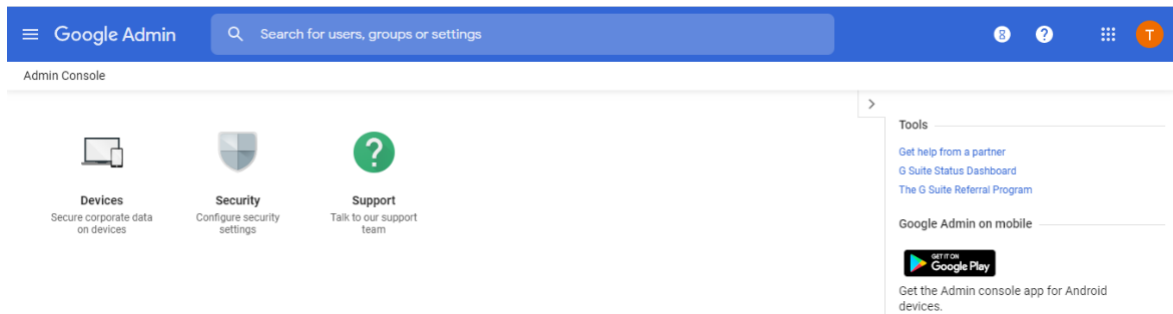 Google Admin
Search for users, groups or settings
T
Admin Console
Devices
Secure corporate data
on devices
Security
Configure security
settings
Support
Talk to our support
team
Tools
Get help from a partner
G Suite Status Dashboard
The G Suite Referral Program
Google Admin on mobile
GET IT ON
Google Play
Get the Admin console app for Android
devices.